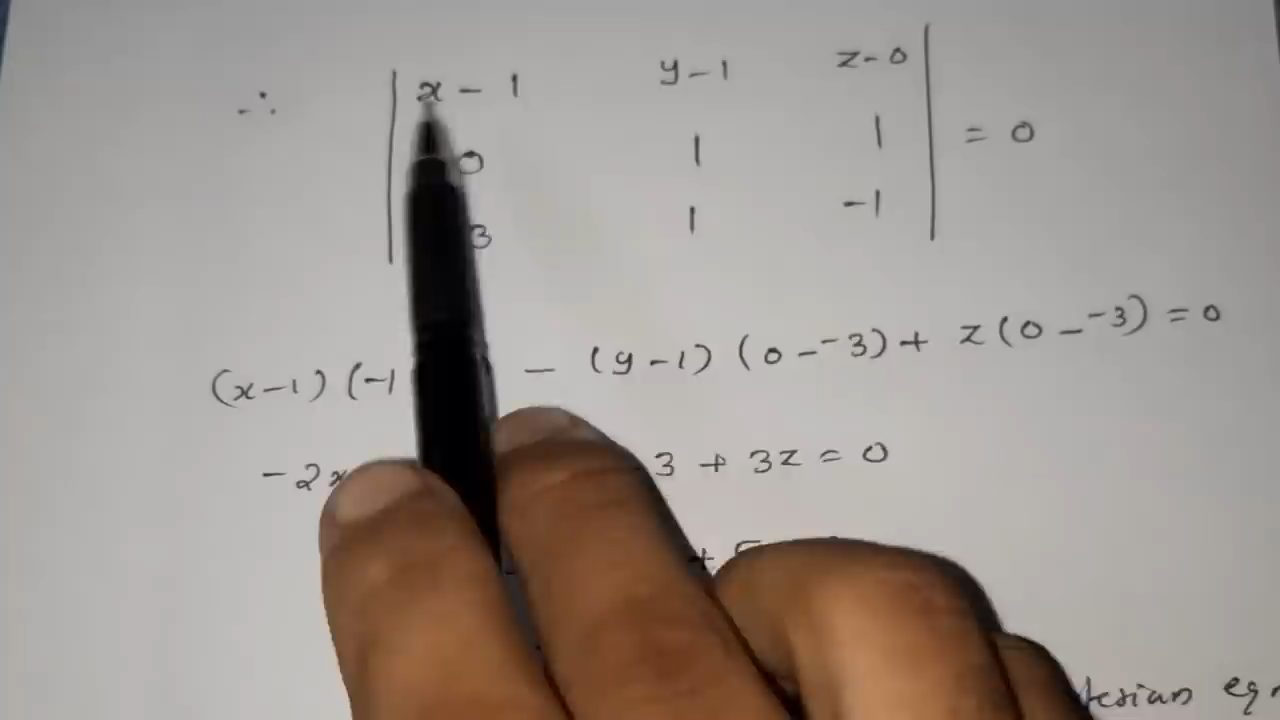 ∴ | x - 1 y - 1 z - 0 |
0 1 1 = 0
3 1 -1
(x-1) (-1 - (y-1) (0 - -3) + z (0 - -3) = 0
-2x 3 + 3z = 0
+ 5